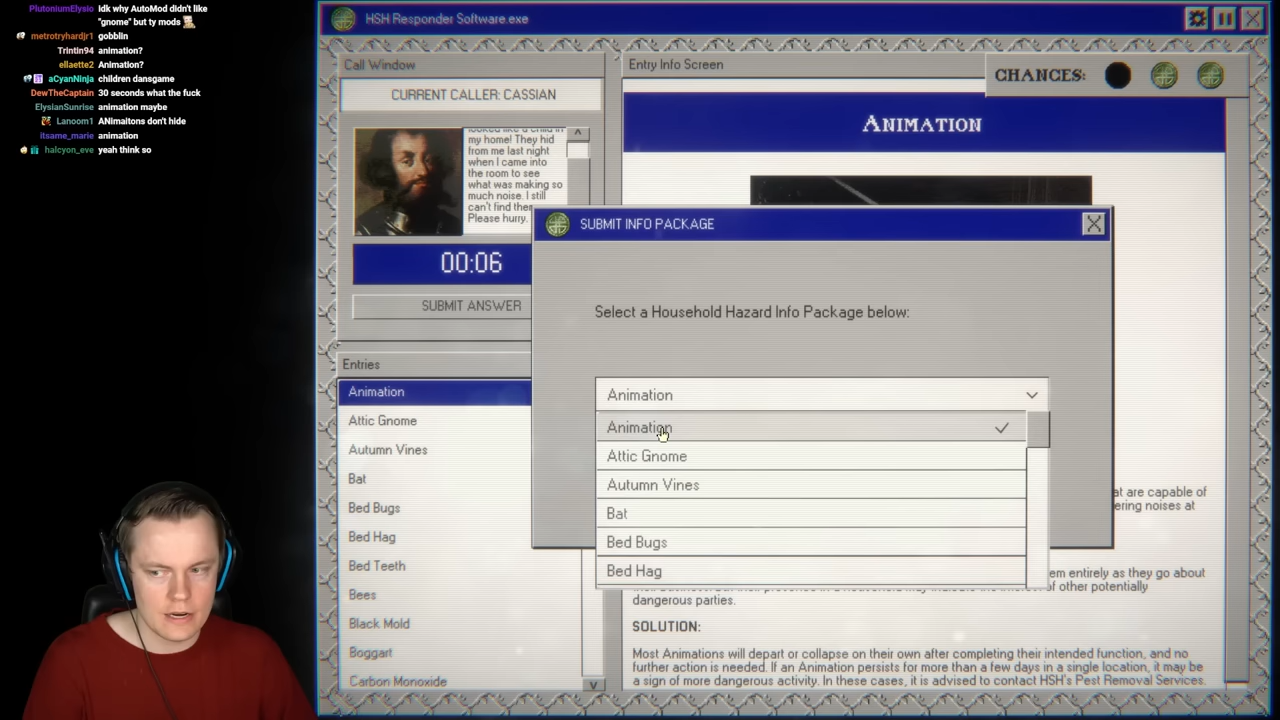 PlutoniumElysio Idk why AutoMod didn't like
"gnome" but ty mods
metrotryhardjr1 gobblin
Trintin94 animation?
ellaette2 Animation?
aCyanNinja children dansgame
DewTheCaptain 30 seconds what the fuck
ElysianSunrise animation maybe
Lanoom1 ANImaitons don't hide
itsame_marie animation
halcyon_eve yeah think so
HSH Responder Software.exe
Call Window
CURRENT CALLER: CASSIAN
looked like a child in
my home! They hid
from me last night
when I came into
the room to see
what was making so
much noise. I still
can't find
Please hurry.
00:06
SUBMIT ANSWER
Entries
Animation
Attic Gnome
Autumn Vines
Bat
Bed Bugs
Bed Hag
Bed Teeth
Bees
Black Mold
Boggart
Carbon Monoxide
Entry Info Screen
CHANCES:
ANIMATION
SUBMIT INFO PACKAGE
Select a Household Hazard Info Package below:
Animation
Animation
Attic Gnome
Autumn Vines
Bat
Bed Bugs
Bed Hag
at are capable of
ering noises at
em entirely as they go about
dangerous parties.
SOLUTION:
Most Animations will depart or collapse on their own after completing their intended function, and no
further action is needed. If an Animation persists for more than a few days in a single location, it may be
a sign of more dangerous activity. In these cases, it is advised to contact HSH's Pest Removal Services.